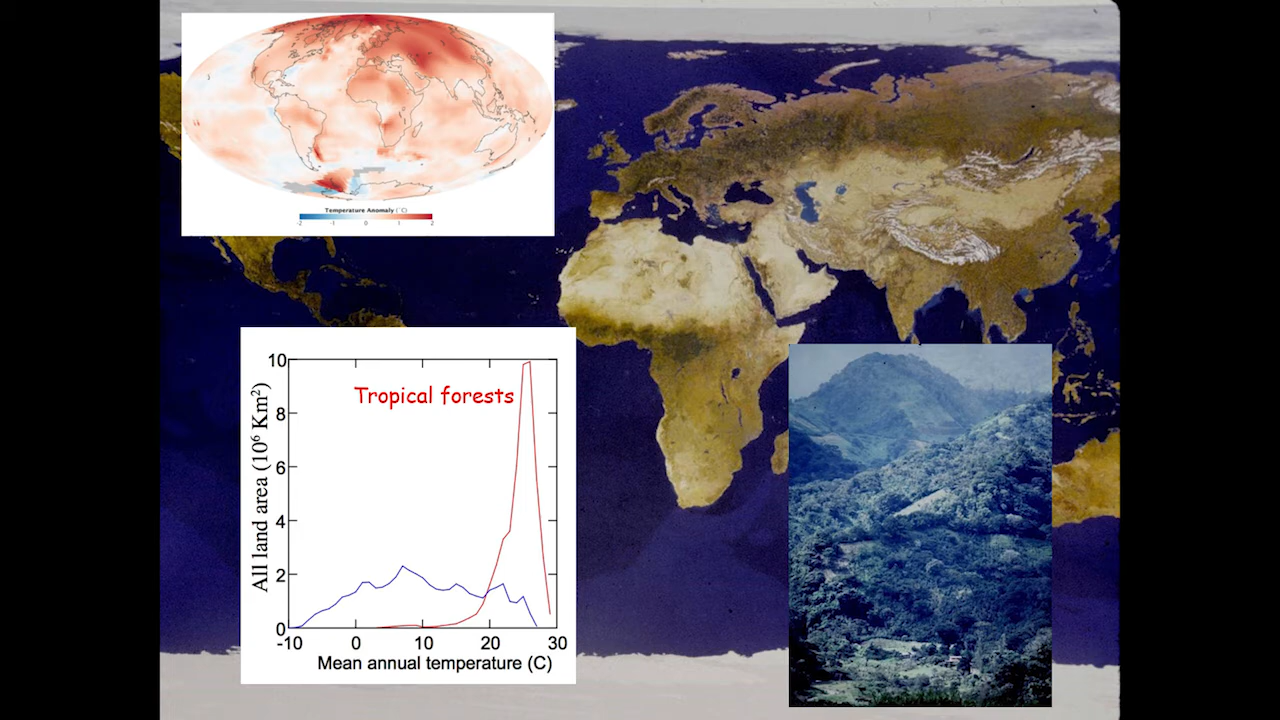 Temperature Anomaly (°C)
-2 -1 0 1 2
Tropical forests
All land area (10⁶ Km²)
10
8
6
4
2
0
-10 0 10 20 30
Mean annual temperature (C)